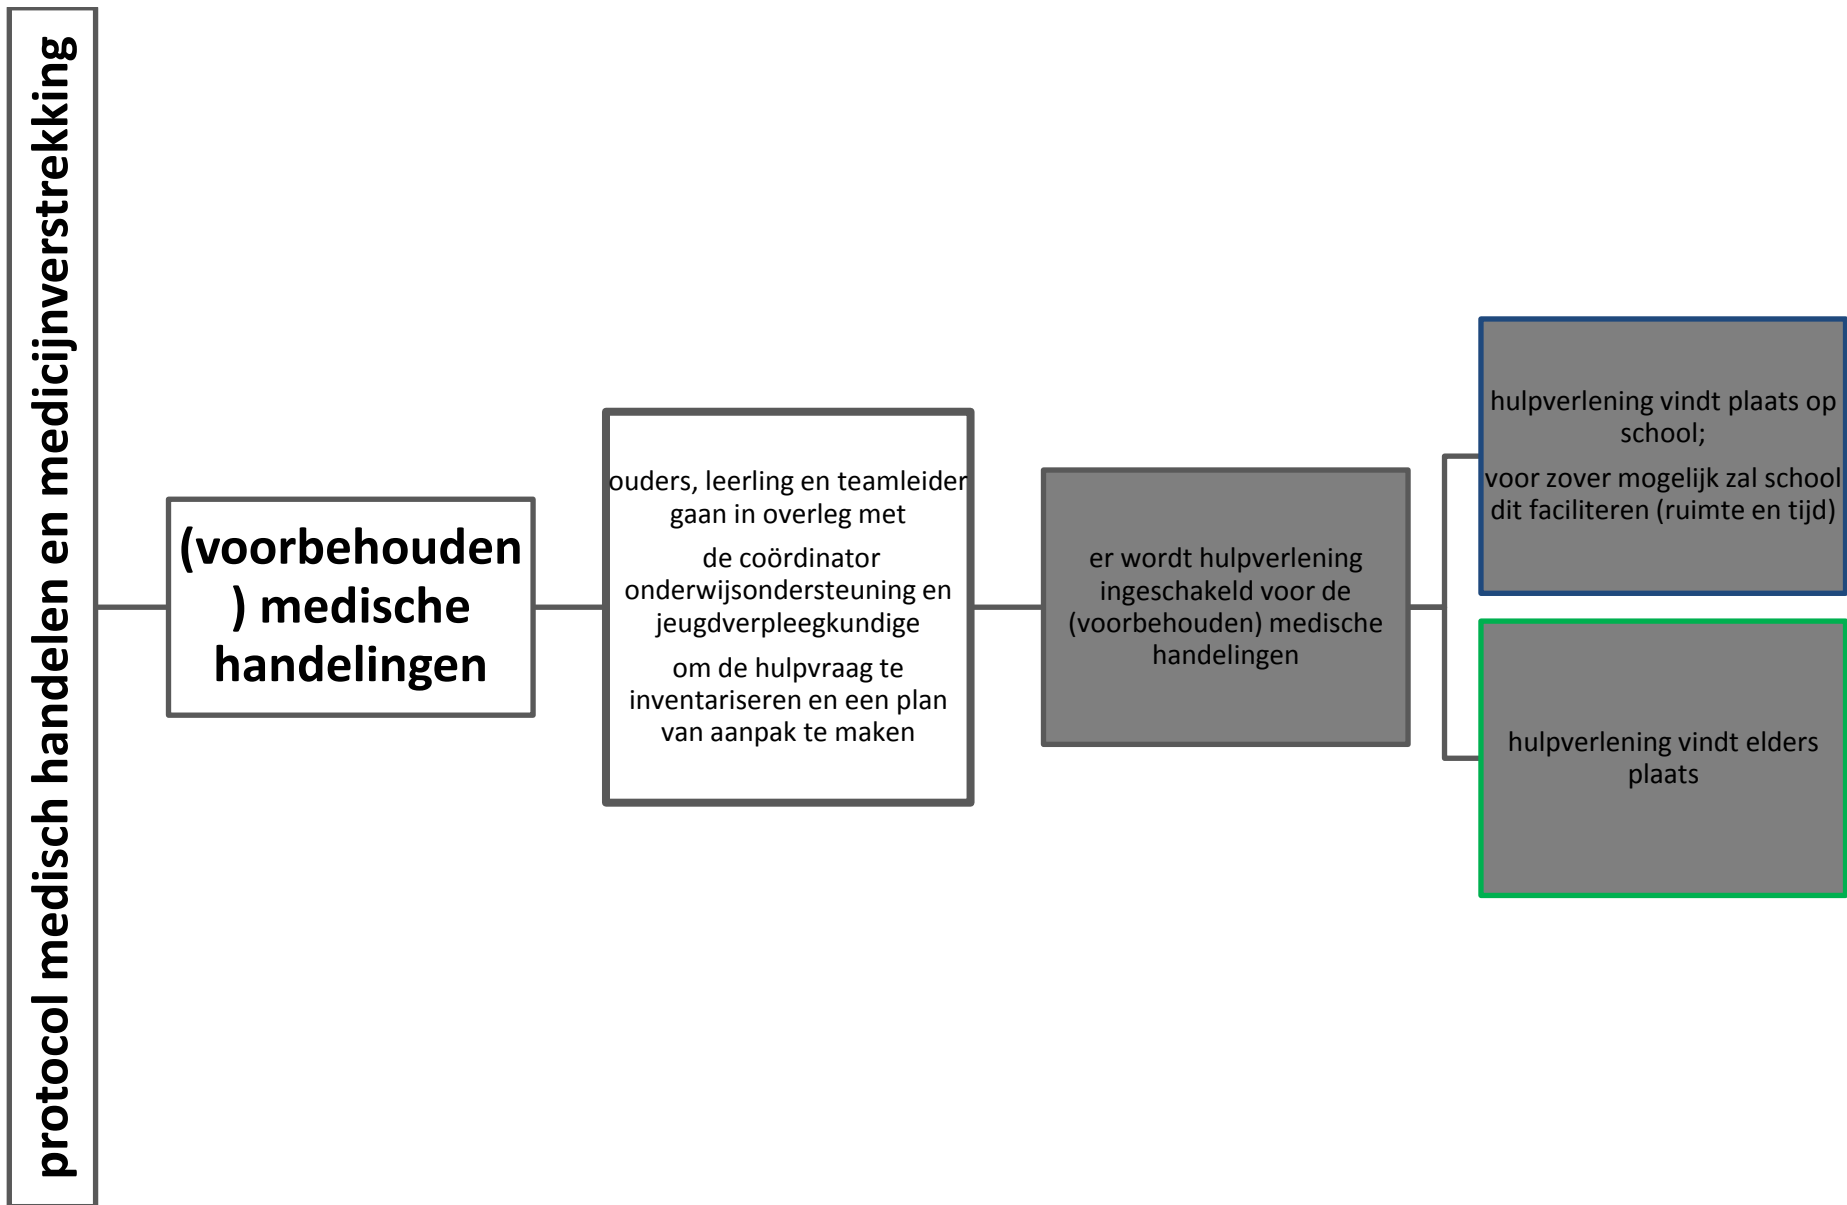 protocol medisch handelen en medicijnverstrekking
(voorbehouden
) medische
handelingen
ouders, leerling en teamleider
gaan in overleg met
de coördinator
onderwijsondersteuning en
jeugdverpleegkundige
om de hulpvraag te
inventariseren en een plan
van aanpak te maken
er wordt hulpverlening
ingeschakeld voor de
(voorbehouden) medische
handelingen
hulpverlening vindt plaats op
school;
voor zover mogelijk zal school
dit faciliteren (ruimte en tijd)
hulpverlening vindt elders
plaats